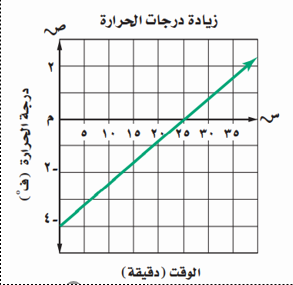 زيادة درجات الحرارة
ص
٢
م
٥ ١٠ ١٥ ٢٠ ٢٥ ٣٠ ٣٥
س
٢-
٤-
درجة الحرارة (ف°)
الوقت (دقيقة)